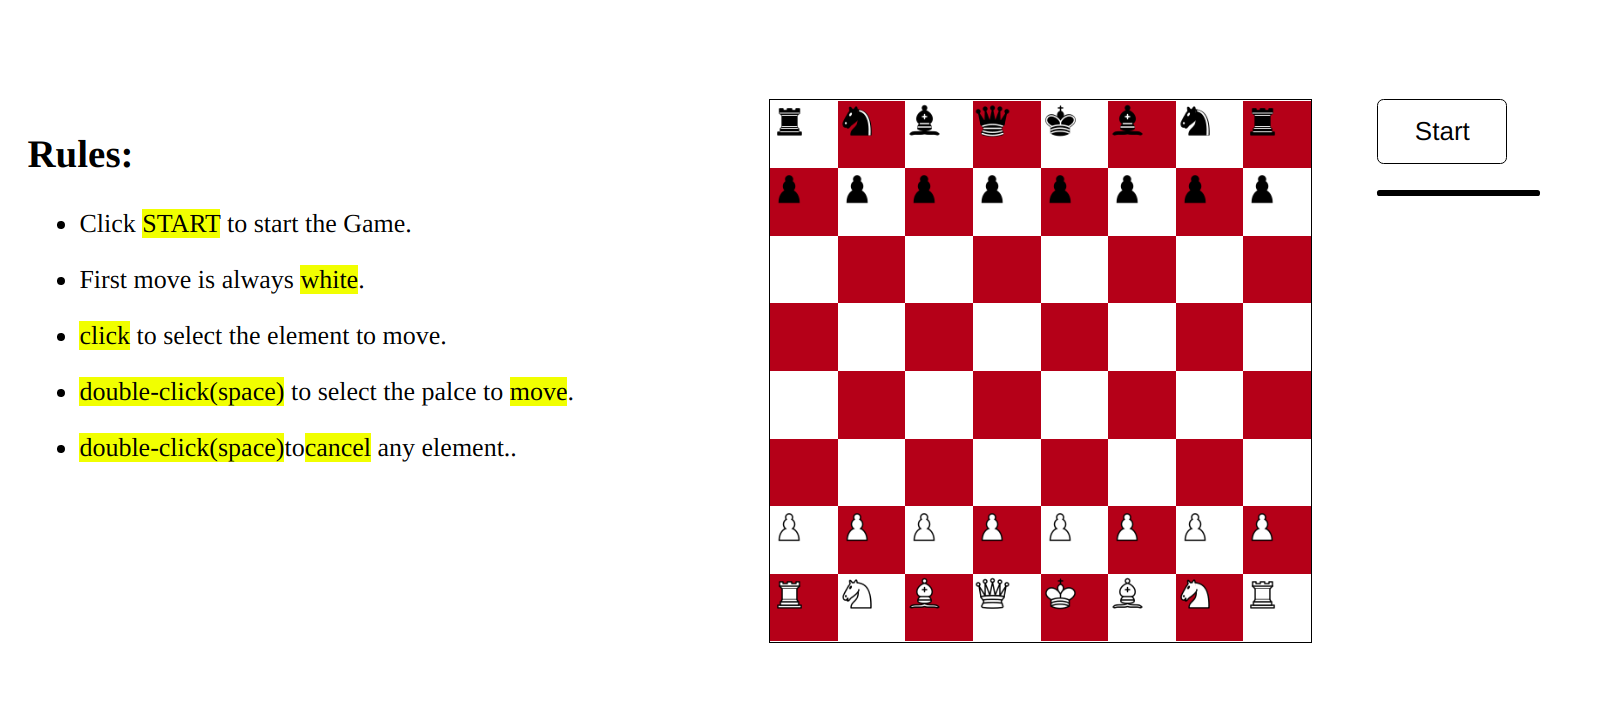 Rules:
Click START to start the Game.
First move is always white.
click to select the element to move.
double-click(space) to select the palce to move.
double-click(space)tocancel any element..
Start